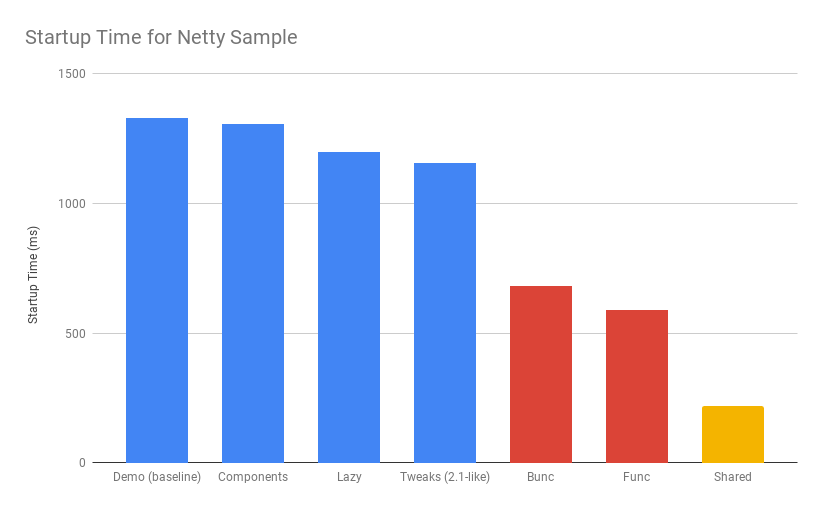 Startup Time for Netty Sample
Startup Time (ms)
1500
1000
500
0
Demo (baseline)
Components
Lazy
Tweaks (2.1-like)
Bunc
Func
Shared